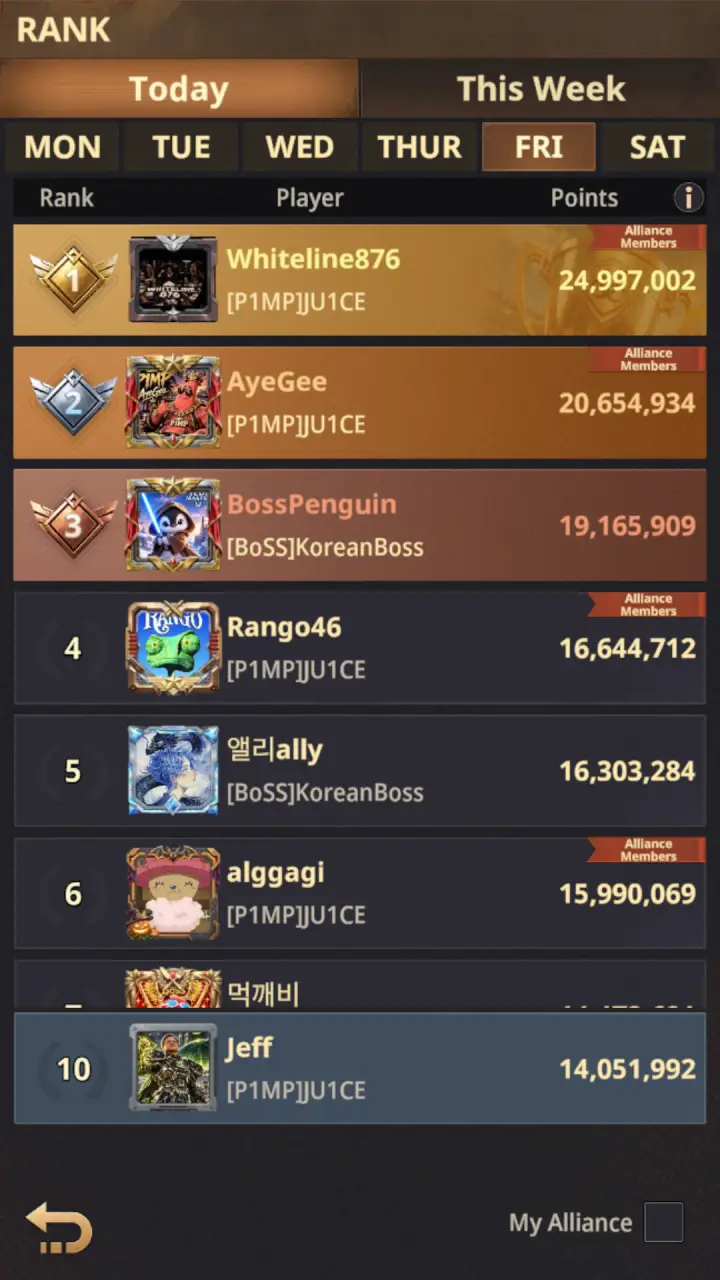 RANK
Today
This Week
MON TUE WED THUR FRI SAT
Rank Player Points
1
Whiteline876
[P1MP]JU1CE
Alliance
Members
24,997,002
2
AyeGee
[P1MP]JU1CE
Alliance
Members
20,654,934
3
BossPenguin
[BoSS]KoreanBoss
19,165,909
4
RANGO
Rango46
[P1MP]JU1CE
Alliance
Members
16,644,712
5
앨리ally
[BoSS]KoreanBoss
16,303,284
6
alggagi
[P1MP]JU1CE
Alliance
Members
15,990,069
먹깨비
10
Jeff
[P1MP]JU1CE
14,051,992
My Alliance